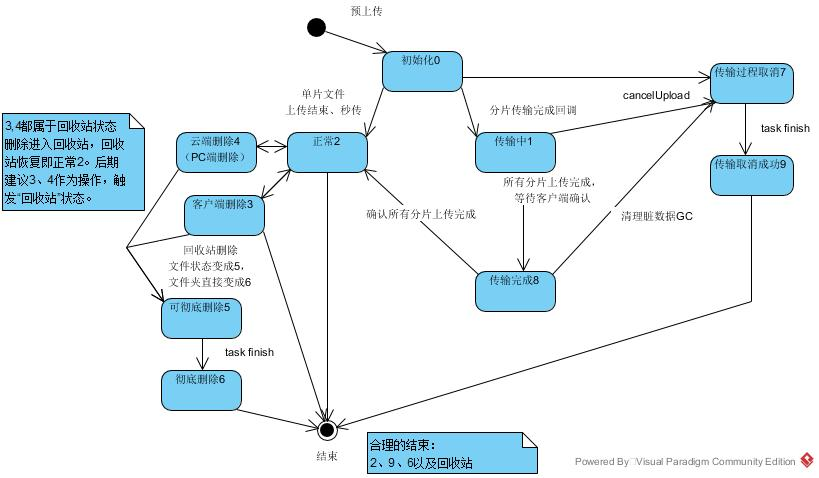 预上传
初始化0
传输过程取消7
单片文件
上传结束、秒传
分片传输完成回调
cancelUpload
3,4都属于回收站状态
删除进入回收站，回收
站恢复即正常2。后期
建议3、4作为操作，触
发“回收站”状态。
云端删除4
（PC端删除）
正常2
传输中1
task finish
传输取消成功9
所有分片上传完成，
等待客户端确认
客户端删除3
确认所有分片上传完成
清理脏数据GC
回收站删除
文件状态变成5，
文件夹直接变成6
传输完成8
可彻底删除5
task finish
彻底删除6
结束
合理的结束：
2、9、6以及回收站
Powered By Visual Paradigm Community Edition